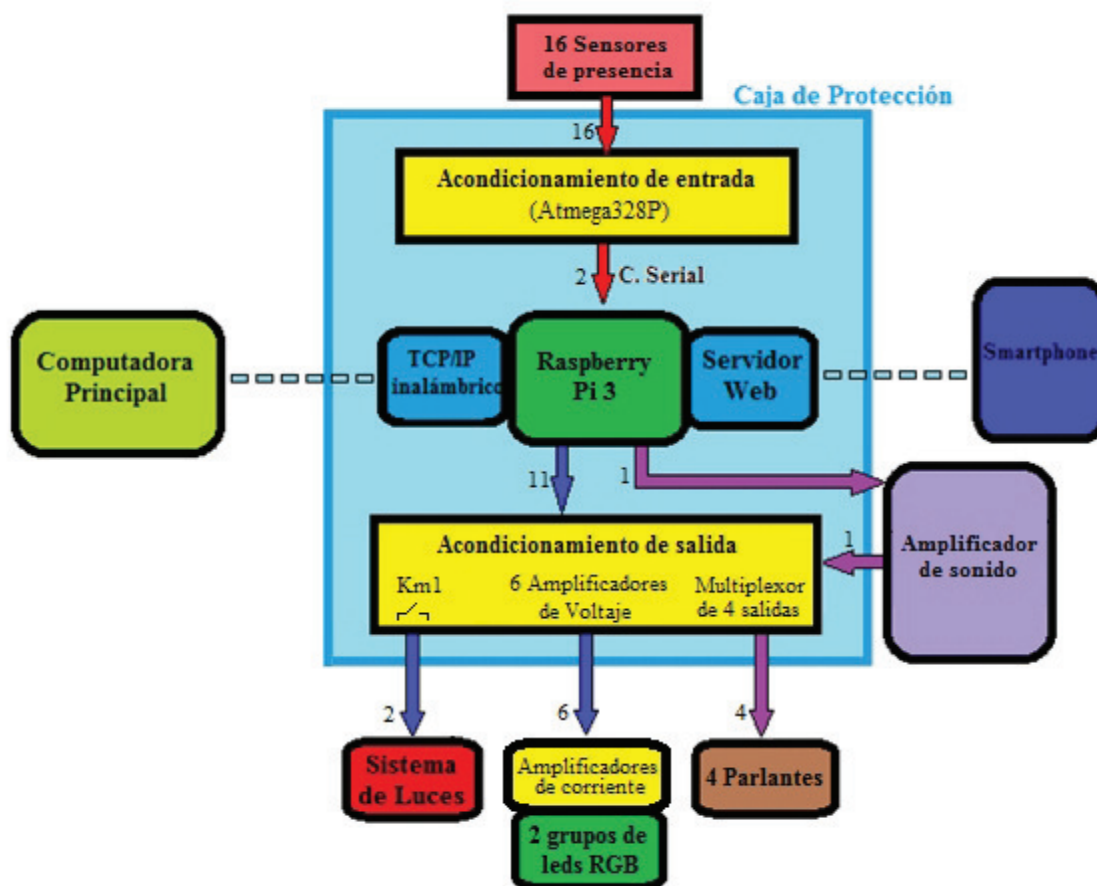 16 Sensores
de presencia
Caja de Protección
16
Acondicionamiento de entrada
(Atmega328P)
2
C. Serial
Computadora
Principal
TCP/IP
inalámbrico
Raspberry
Pi 3
Servidor
Web
Smartphone
11
1
Acondicionamiento de salida
Km1
6 Amplificadores
de Voltaje
Multiplexor
de 4 salidas
1
Amplificador
de sonido
2
6
4
Sistema
de Luces
Amplificadores
de corriente
4 Parlantes
2 grupos de
leds RGB